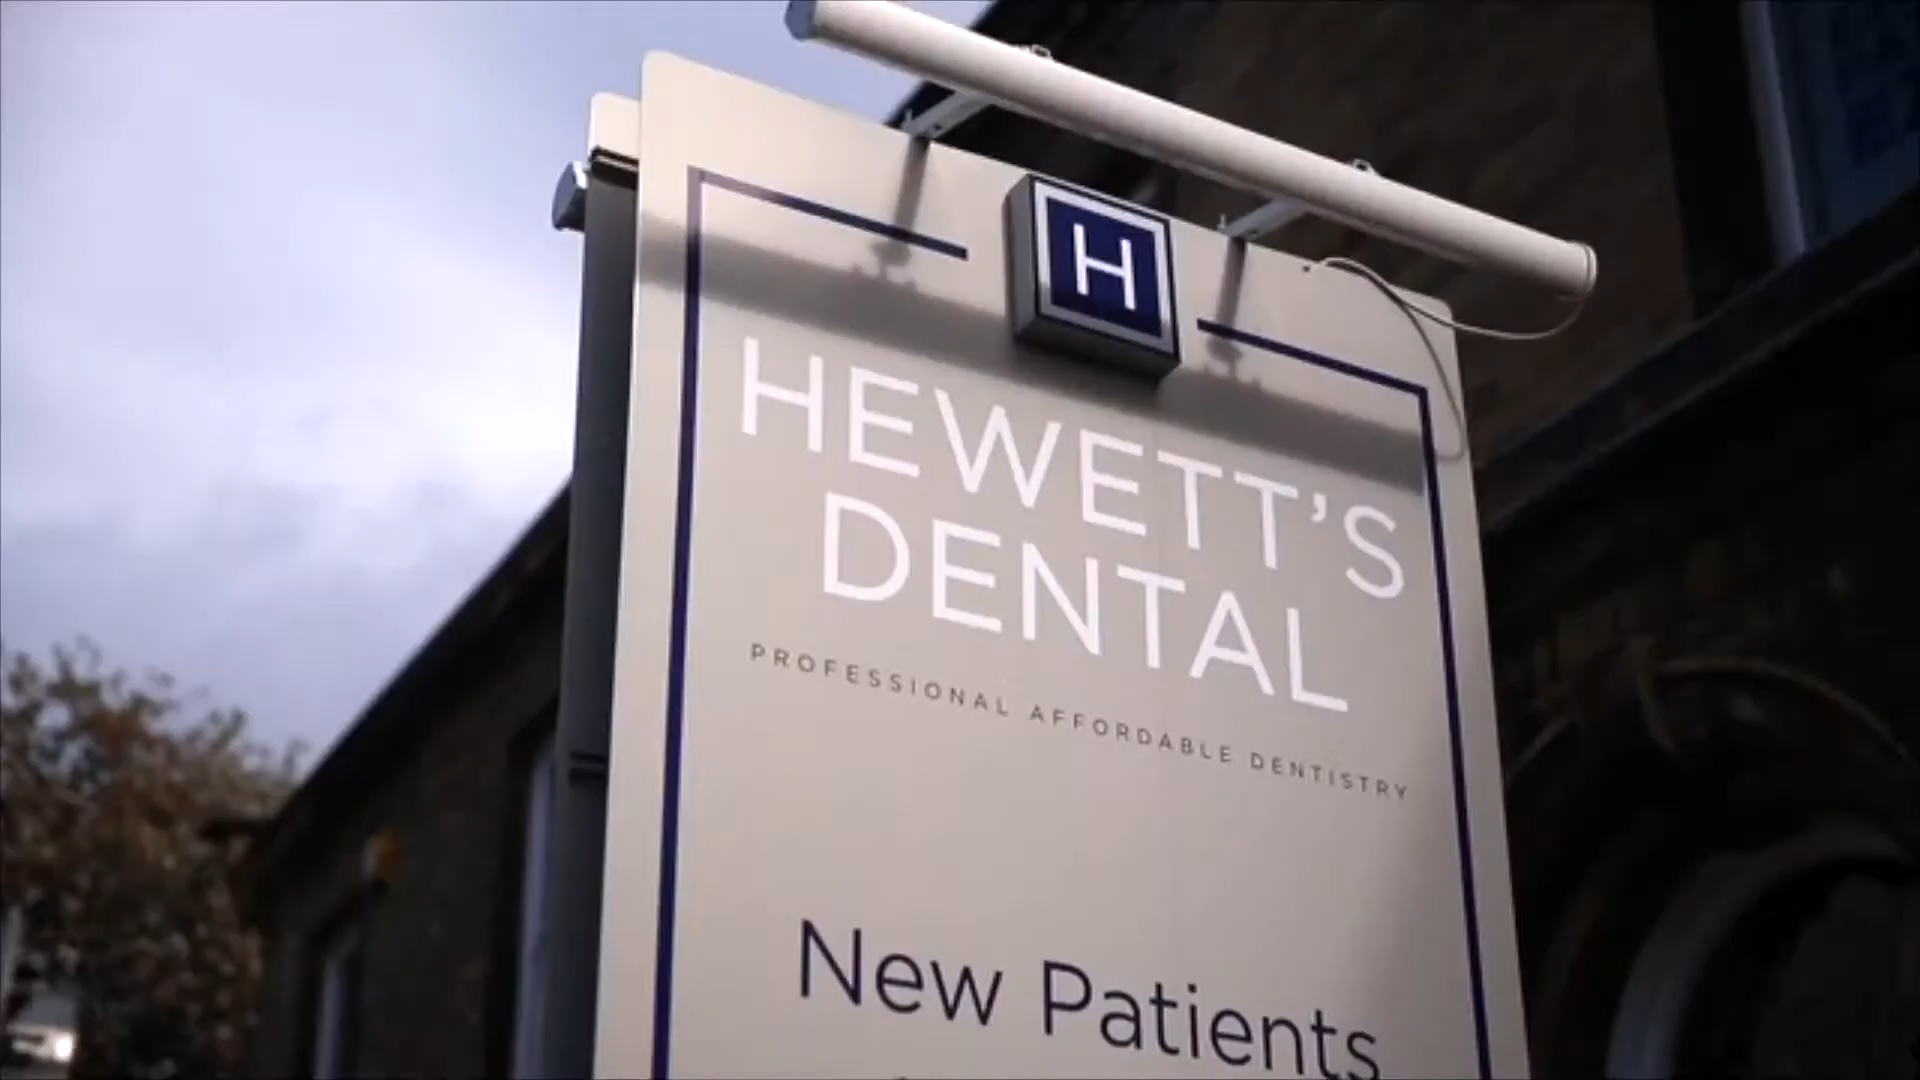 H
HEWETT'S
DENTAL
PROFESSIONAL AFFORDABLE DENTISTRY
New Patients